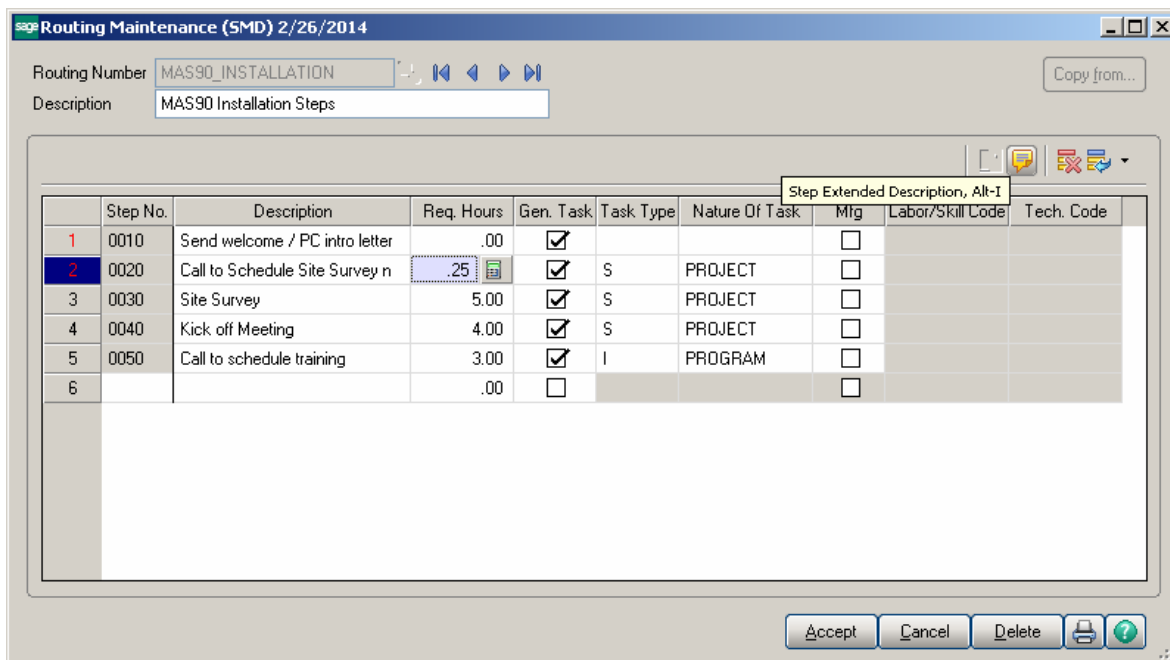 sage Routing Maintenance (SMD) 2/26/2014
Routing Number MAS90_INSTALLATION Copy from...
Description MAS90 Installation Steps
Step Extended Description, Alt-I
Step No. Description Req. Hours Gen. Task Task Type Nature Of Task Mfg Labor/Skill Code Tech. Code
1 0010 Send welcome / PC intro letter .00
2 0020 Call to Schedule Site Survey n .25 S PROJECT
3 0030 Site Survey 5.00 S PROJECT
4 0040 Kick off Meeting 4.00 S PROJECT
5 0050 Call to schedule training 3.00 I PROGRAM
6 .00
Accept Cancel Delete